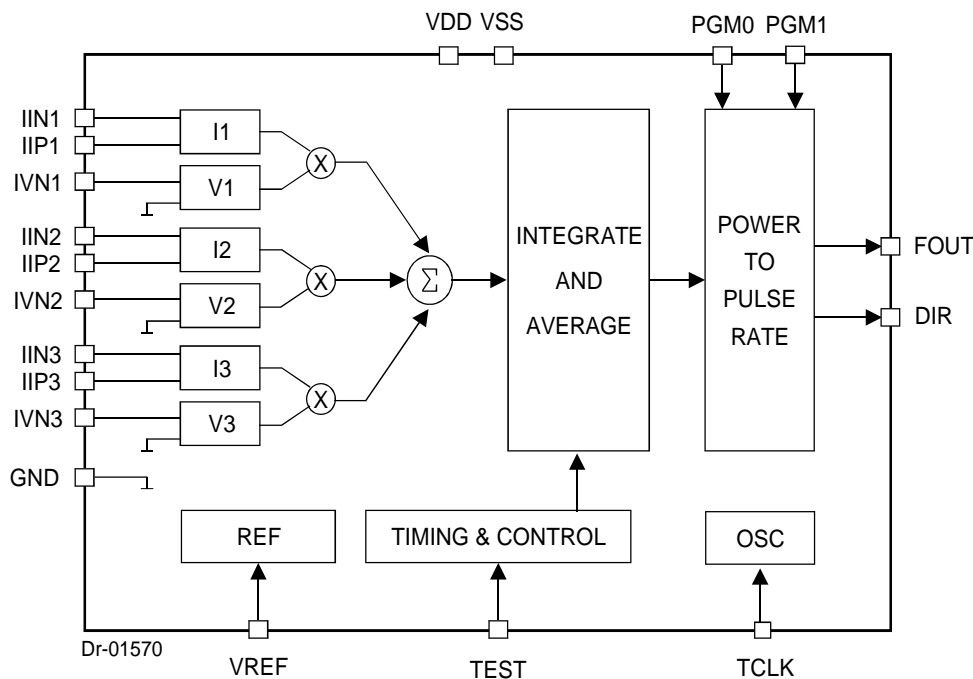 VDD VSS
PGM0 PGM1
IIN1
IIP1
IVN1
I1
V1
X
IIN2
IIP2
IVN2
I2
V2
X
IIN3
IIP3
IVN3
I3
V3
X
GND
Σ
INTEGRATE
AND
AVERAGE
POWER
TO
PULSE
RATE
FOUT
DIR
REF
TIMING & CONTROL
OSC
Dr-01570
VREF
TEST
TCLK